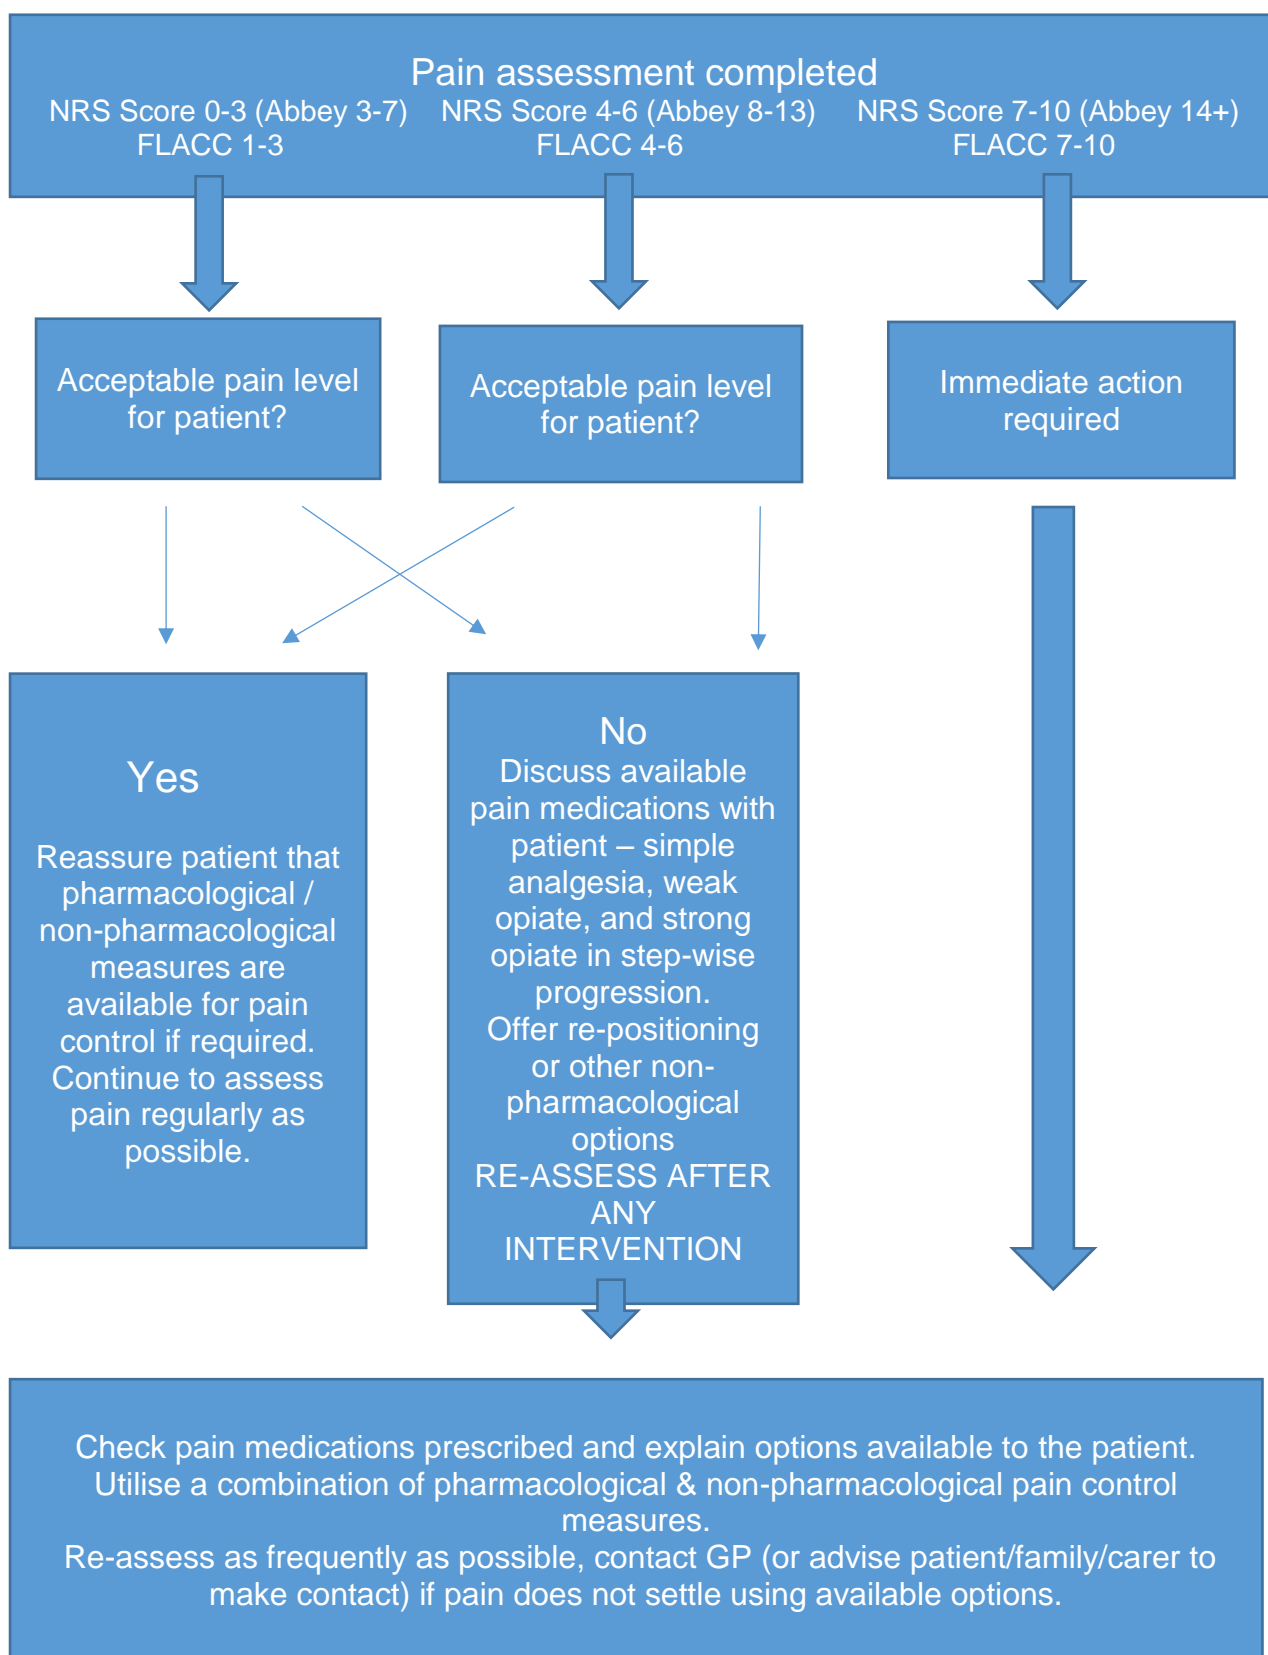 Pain assessment completed
NRS Score 0-3 (Abbey 3-7) NRS Score 4-6 (Abbey 8-13) NRS Score 7-10 (Abbey 14+)
FLACC 1-3 FLACC 4-6 FLACC 7-10
Acceptable pain level
for patient?
Acceptable pain level
for patient?
Immediate action
required
Yes
Reassure patient that
pharmacological /
non-pharmacological
measures are
available for pain
control if required.
Continue to assess
pain regularly as
possible.
No
Discuss available
pain medications with
patient – simple
analgesia, weak
opiate, and strong
opiate in step-wise
progression.
Offer re-positioning
or other non-
pharmacological
options
RE-ASSESS AFTER
ANY
INTERVENTION
Check pain medications prescribed and explain options available to the patient.
Utilise a combination of pharmacological & non-pharmacological pain control
measures.
Re-assess as frequently as possible, contact GP (or advise patient/family/carer to
make contact) if pain does not settle using available options.